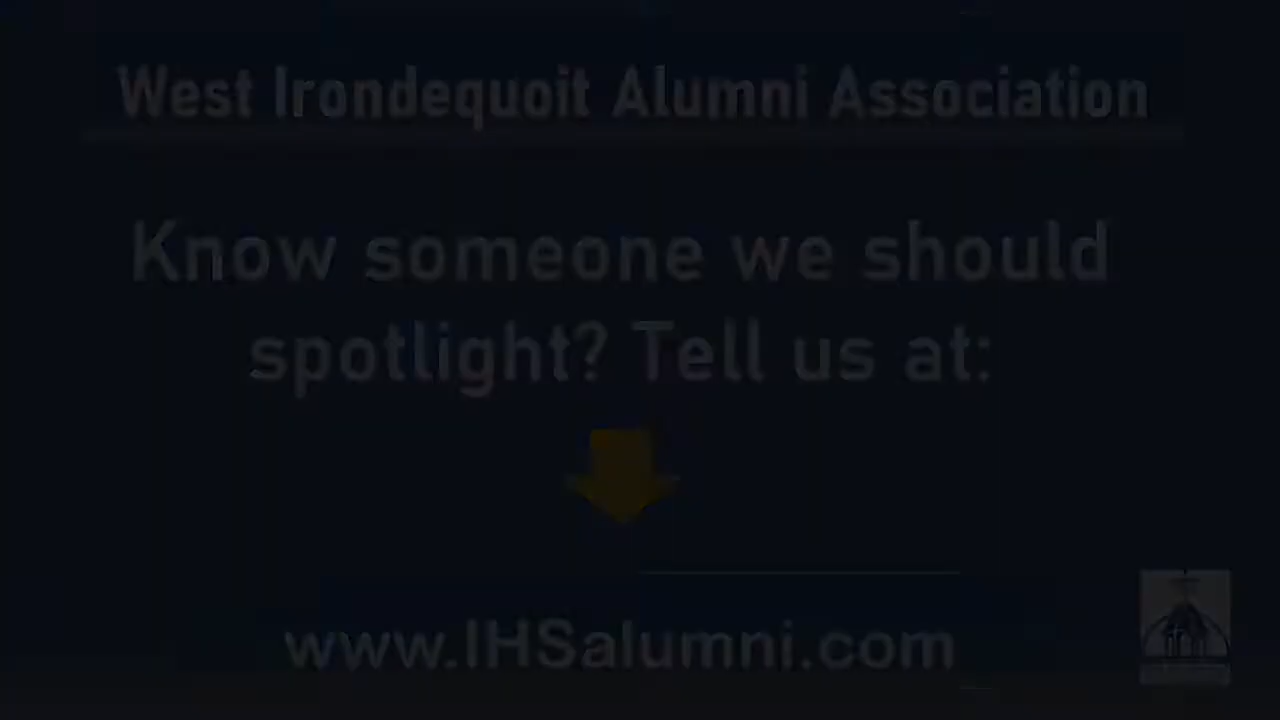 West Irondequoit Alumni Association
Know someone we should
spotlight? Tell us at:
www.IHSalumni.com